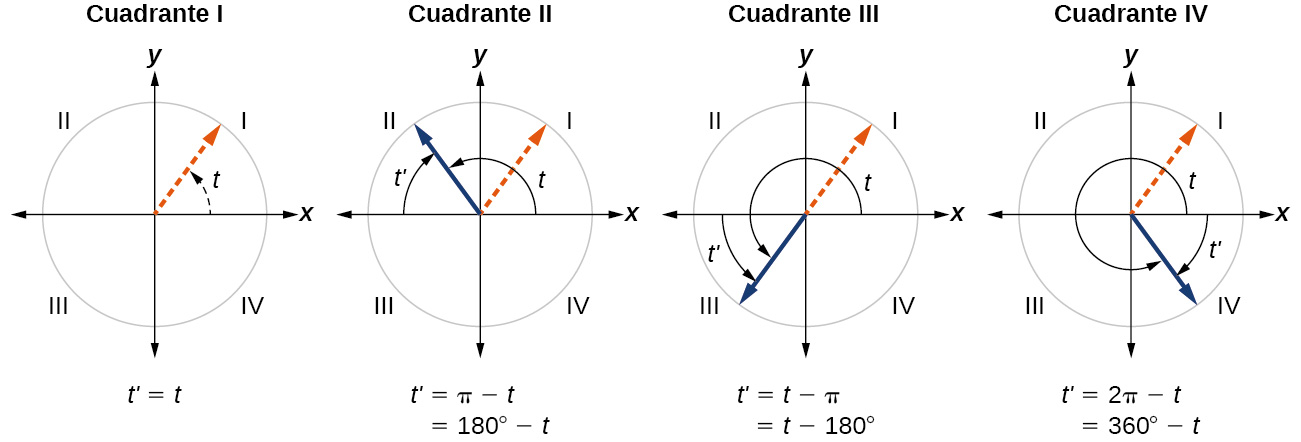 Cuadrante I
Cuadrante II
Cuadrante III
Cuadrante IV
y
II
I
t
x
III
IV
t' = t
y
II
I
t'
t
x
III
IV
t' = π − t
= 180° − t
y
II
I
t
x
t'
III
IV
t' = t − π
= t − 180°
y
II
I
t
x
t'
III
IV
t' = 2π − t
= 360° − t